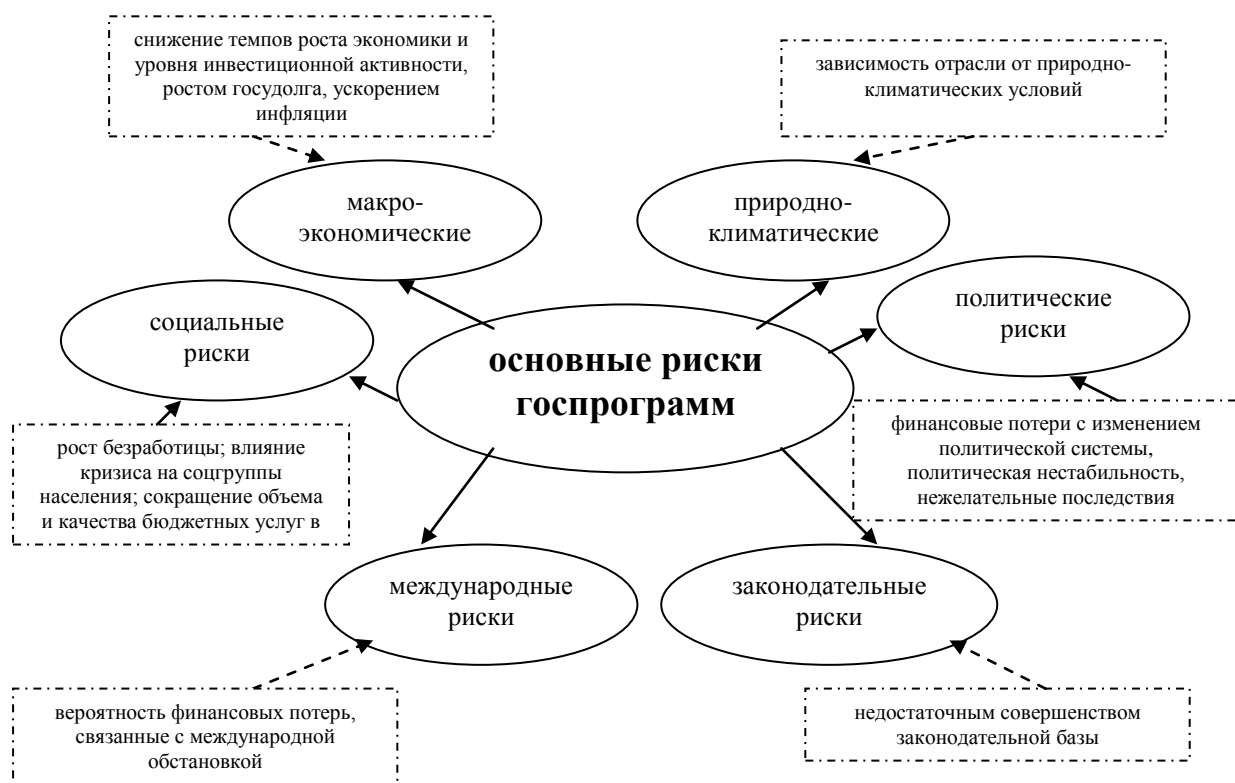 снижение темпов роста экономики и
уровня инвестиционной активности,
ростом госудолга, ускорением
инфляции
зависимость отрасли от природно-
климатических условий
макро-
экономические
природно-
климатические
социальные
риски
политические
риски
основные риски
госпрограмм
рост безработицы; влияние
кризиса на соцгруппы
населения; сокращение объема
и качества бюджетных услуг в
финансовые потери с изменением
политической системы,
политическая нестабильность,
нежелательные последствия
международные
риски
законодательные
риски
вероятность финансовых потерь,
связанные с международной
обстановкой
недостаточным совершенством
законодательной базы